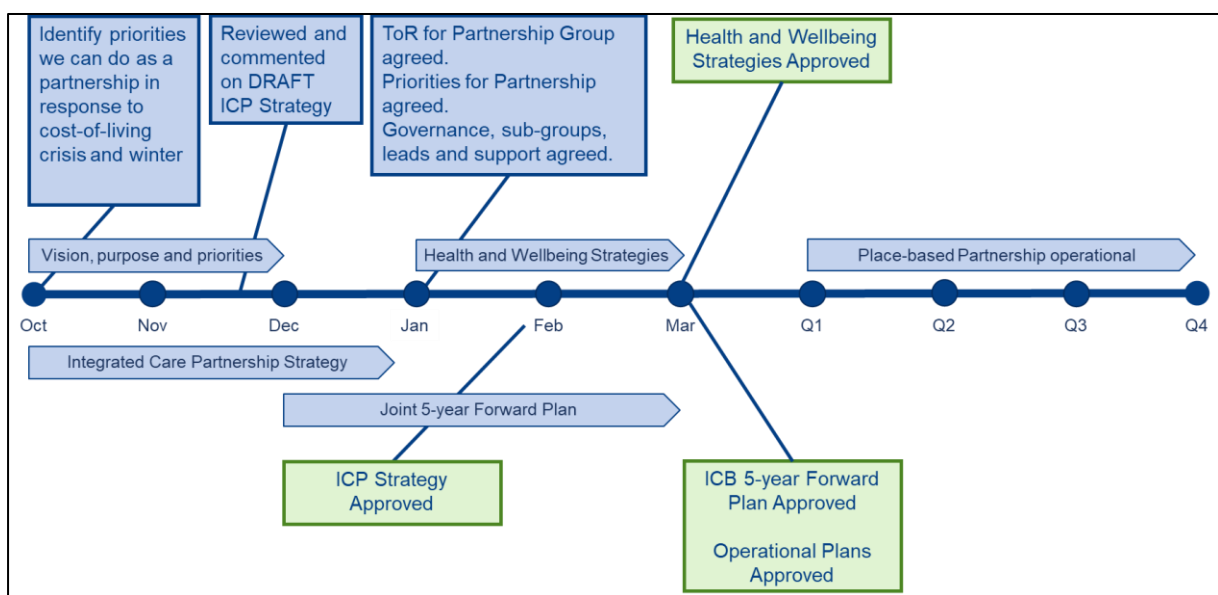 Identify priorities
we can do as a
partnership in
response to
cost-of-living
crisis and winter
Reviewed and
commented
on DRAFT
ICP Strategy
ToR for Partnership Group
agreed.
Priorities for Partnership
agreed.
Governance, sub-groups,
leads and support agreed.
Health and Wellbeing
Strategies Approved
Vision, purpose and priorities
Health and Wellbeing Strategies
Place-based Partnership operational
Oct Nov Dec Jan Feb Mar Q1 Q2 Q3 Q4
Integrated Care Partnership Strategy
Joint 5-year Forward Plan
ICP Strategy
Approved
ICB 5-year Forward
Plan Approved
Operational Plans
Approved